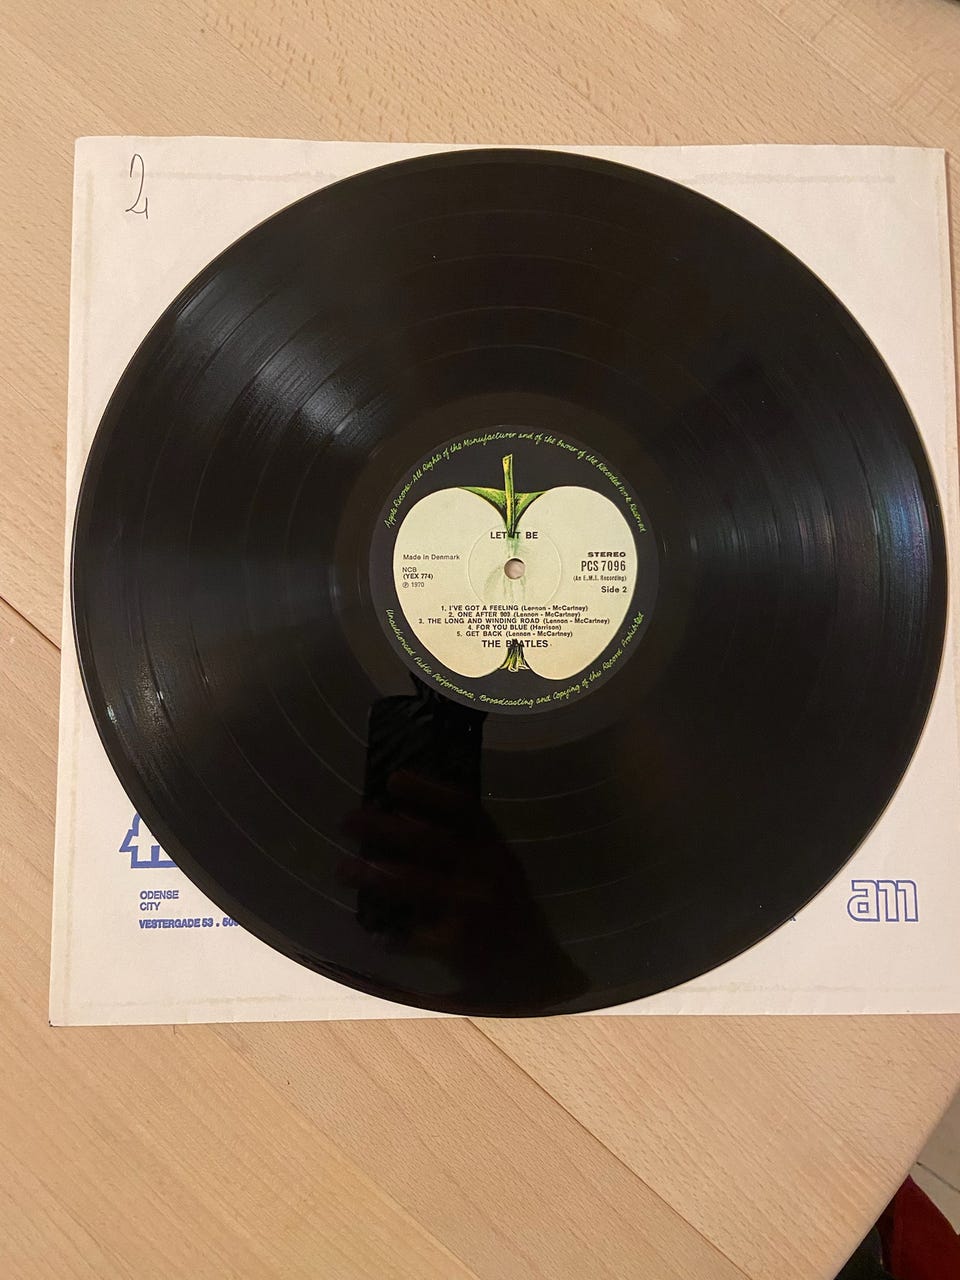 2
Apple Records · All Rights of the Manufacturer and of the Owner of the Recorded Work Reserved
LET IT BE
Made in Denmark
NCB
(YEX 774)
℗ 1970
STEREO
PCS 7096
(An E.M.I. Recording)
Side 2
1. I'VE GOT A FEELING (Lennon - McCartney)
2. ONE AFTER 909 (Lennon - McCartney)
3. THE LONG AND WINDING ROAD (Lennon - McCartney)
4. FOR YOU BLUE (Harrison)
5. GET BACK (Lennon - McCartney)
THE BEATLES
Unauthorised Public Performance, Broadcasting and Copying of this Record Prohibited
ODENSE
CITY
VESTERGADE 53 .
am